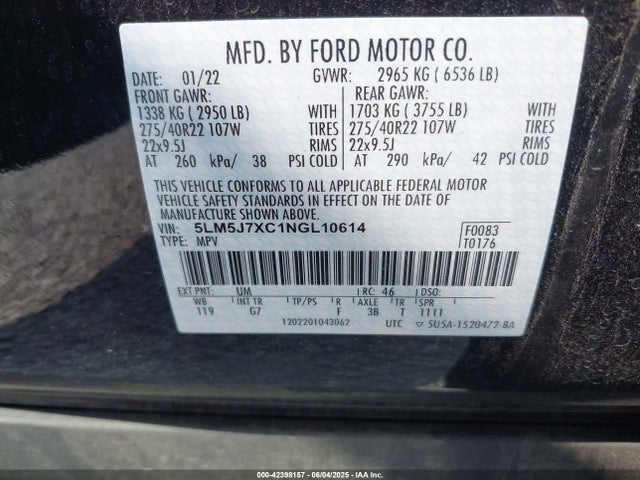 MFD. BY FORD MOTOR CO.
DATE: 01/22 GVWR: 2965 KG ( 6536 LB)
FRONT GAWR: REAR GAWR:
1338 KG ( 2950 LB) WITH 1703 KG ( 3755 LB) WITH
275/40R22 107W TIRES 275/40R22 107W TIRES
22x9.5J RIMS 22x9.5J RIMS
AT 260 kPa/ 38 PSI COLD AT 290 kPa/ 42 PSI COLD
THIS VEHICLE CONFORMS TO ALL APPLICABLE FEDERAL MOTOR
VEHICLE SAFETY STANDARDS IN EFFECT ON THE DATE OF
MANUFACTURE SHOWN ABOVE.
VIN: 5LM5J7XC1NGL10614 F0083
TYPE: MPV T0176
EXT PNT: UM RC: 46 DSO:
WB INT TR TP/PS R AXLE TR SPR
119 G7 F 3B T 1111
1202201043062 UTC ▽ 5U5A-1520472-BA
000-42398157 - 06/04/2025 - IAA Inc.